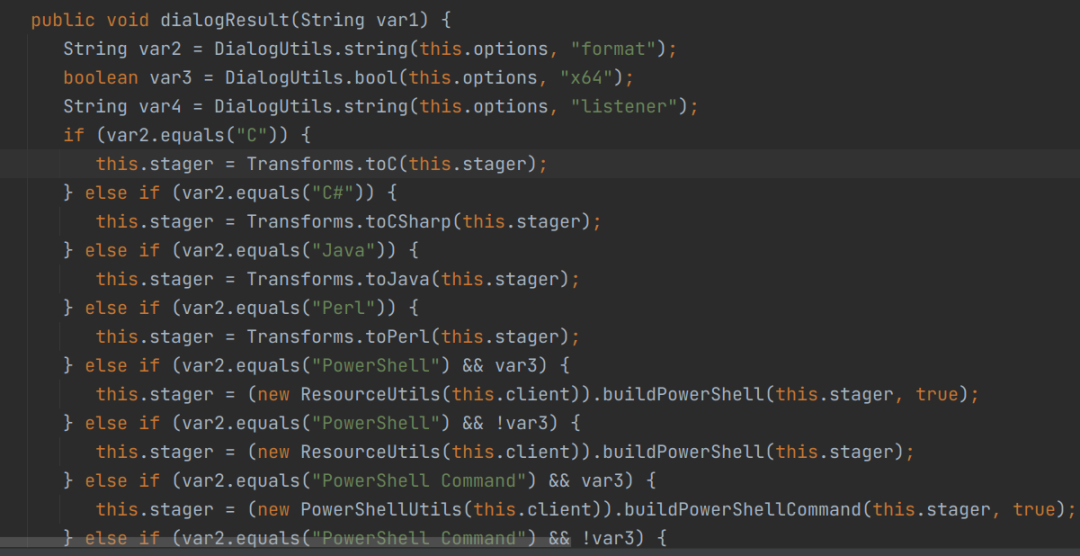 public void dialogResult(String var1) {
String var2 = DialogUtils.string(this.options, "format");
boolean var3 = DialogUtils.bool(this.options, "x64");
String var4 = DialogUtils.string(this.options, "listener");
if (var2.equals("C")) {
this.stager = Transforms.toC(this.stager);
} else if (var2.equals("C#")) {
this.stager = Transforms.toCSharp(this.stager);
} else if (var2.equals("Java")) {
this.stager = Transforms.toJava(this.stager);
} else if (var2.equals("Perl")) {
this.stager = Transforms.toPerl(this.stager);
} else if (var2.equals("PowerShell") && var3) {
this.stager = (new ResourceUtils(this.client)).buildPowerShell(this.stager, true);
} else if (var2.equals("PowerShell") && !var3) {
this.stager = (new ResourceUtils(this.client)).buildPowerShell(this.stager);
} else if (var2.equals("PowerShell Command") && var3) {
this.stager = (new PowerShellUtils(this.client)).buildPowerShellCommand(this.stager, true);
} else if (var2.equals("PowerShell Command") && !var3) {